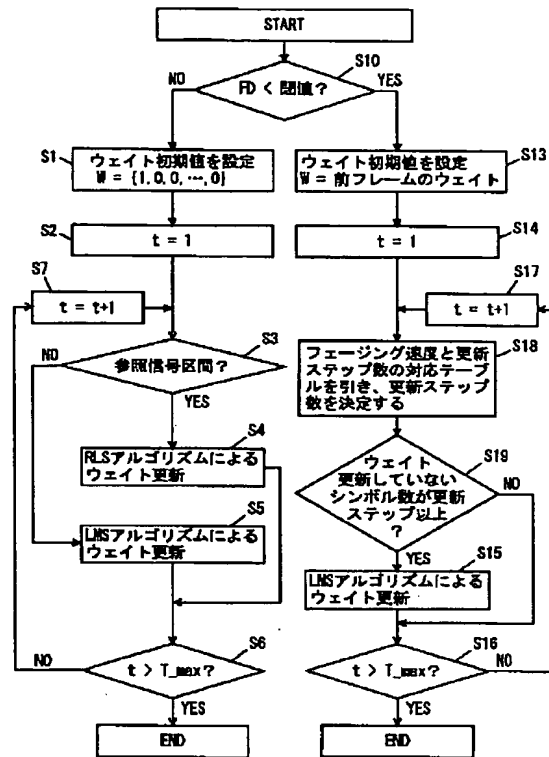 START
S10
FD < 閾値?
NO
YES
S1
ウェイト初期値を設定
W = {1,0,0,…,0}
S2
t = 1
S7
t = t+1
S3
参照信号区間?
NO
YES
S4
RLSアルゴリズムによる
ウェイト更新
S5
LMSアルゴリズムによる
ウェイト更新
S6
t > T_max?
NO
YES
END
S13
ウェイト初期値を設定
W = 前フレームのウェイト
S14
t = 1
S17
t = t+1
S18
フェージング速度と更新
ステップ数の対応テーブ
ルを引き、更新ステップ
数を決定する
S19
ウェイト
更新していない
シンボル数が更新
ステップ以上
?
NO
YES
S15
LMSアルゴリズムによる
ウェイト更新
S16
t > T_max?
NO
YES
END